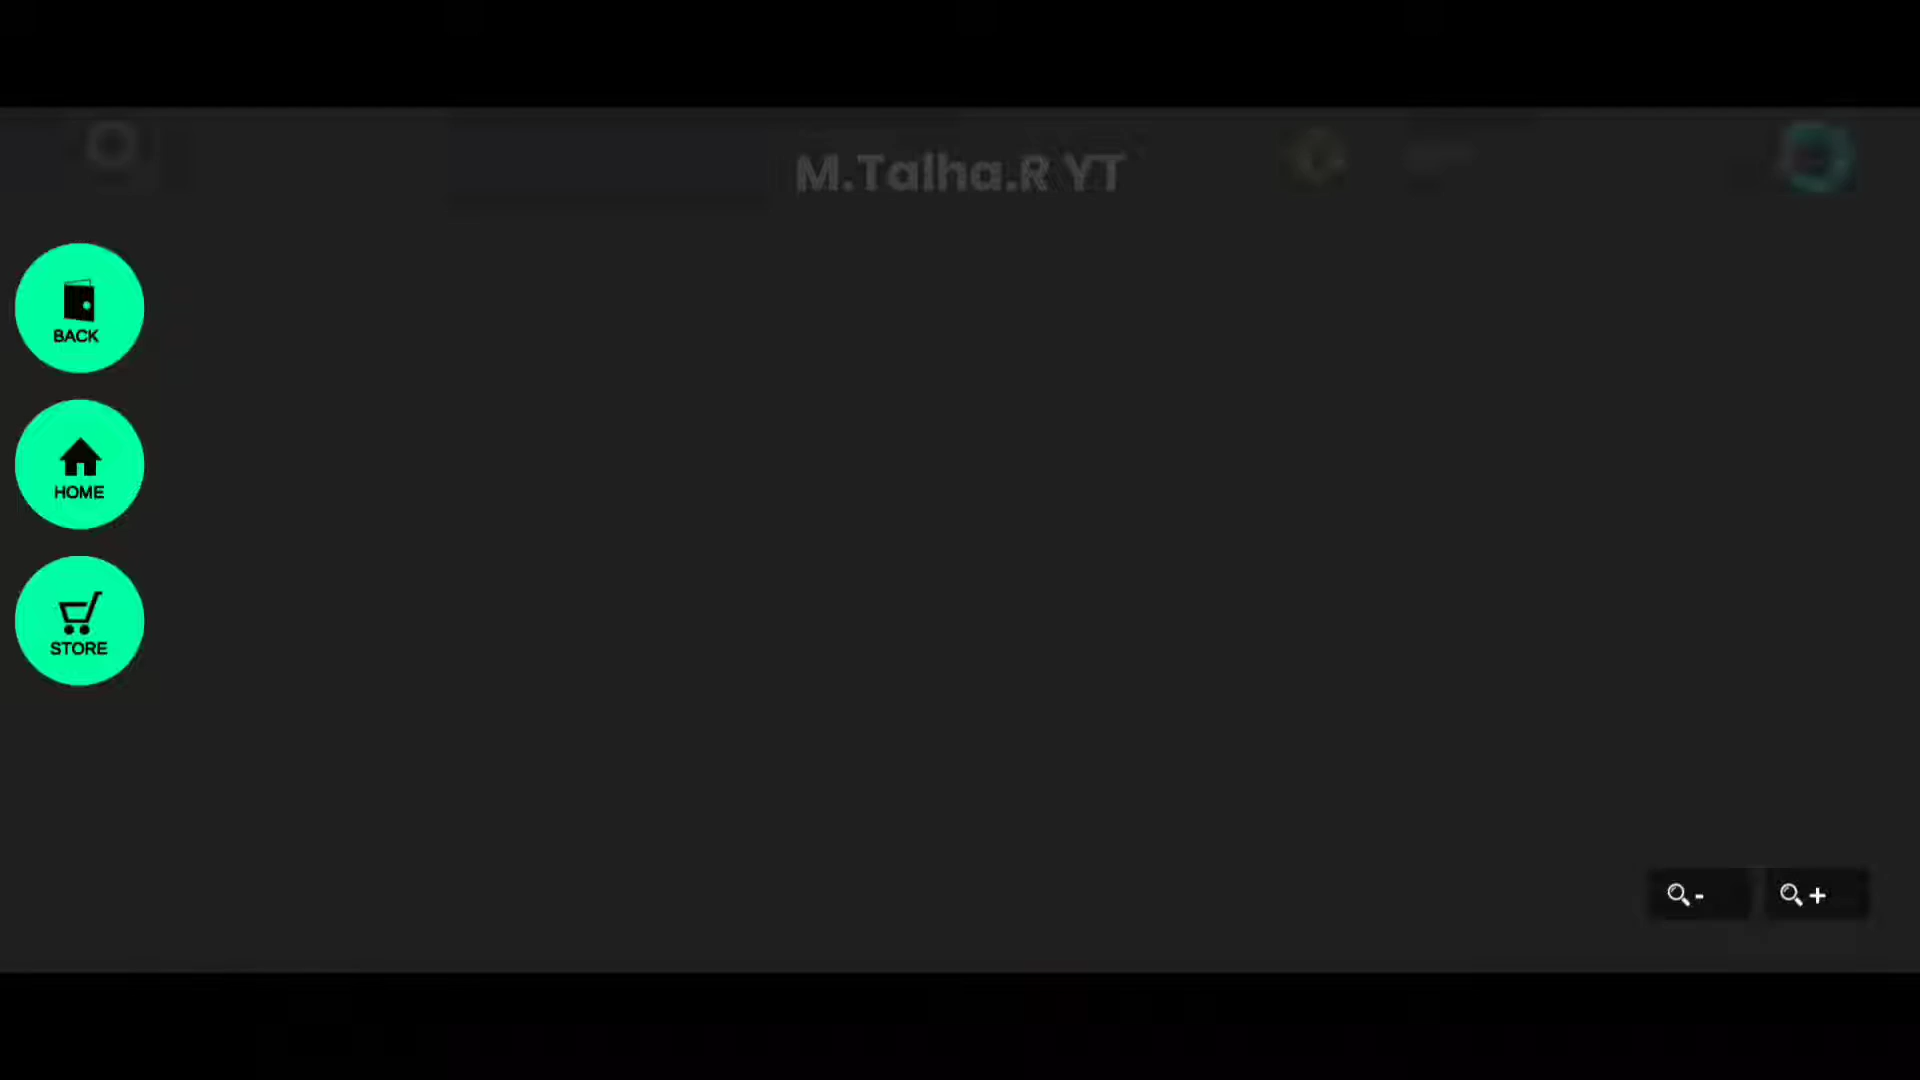 M.Talha.R YT
BACK
HOME
STORE
-
+